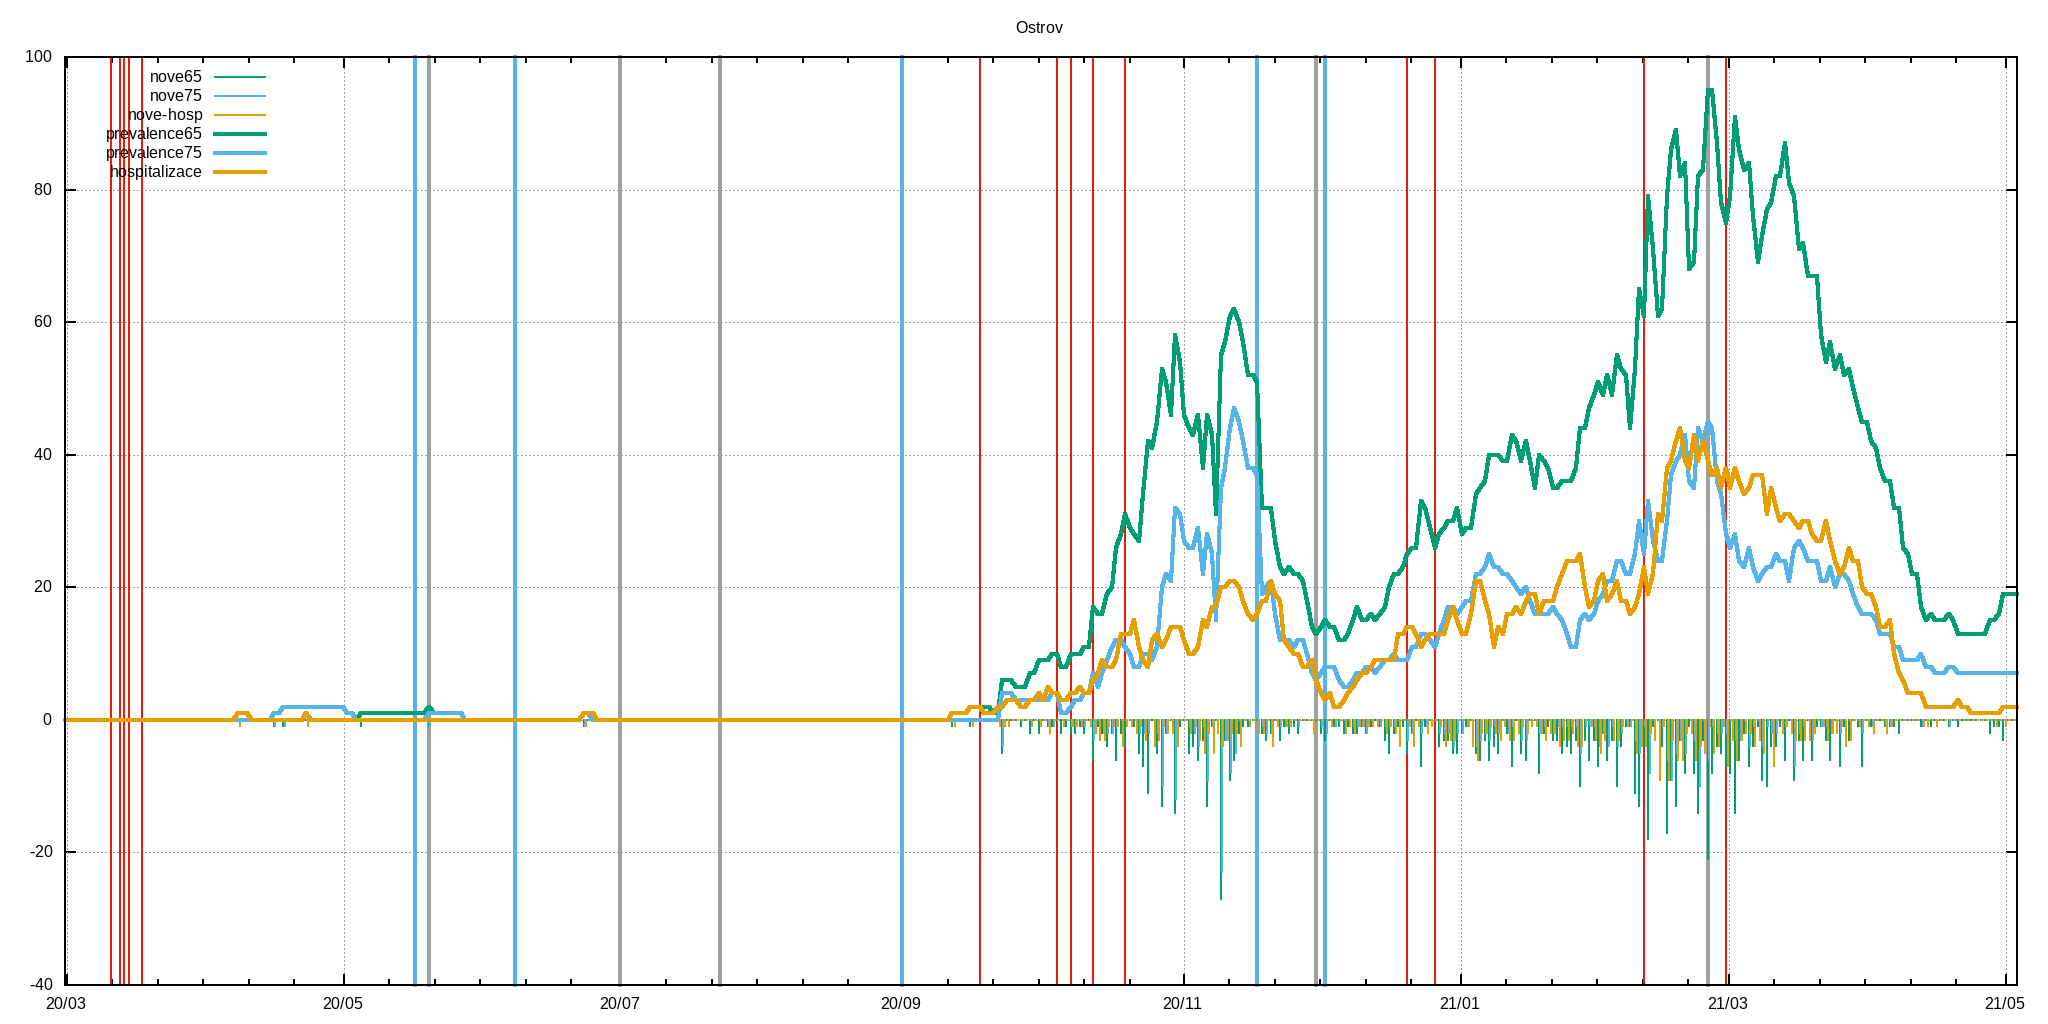 Ostrov
100
nove65
nove75
nove-hosp
prevalence65
prevalence75
hospitalizace
80
60
40
20
0
-20
-40
20/03 20/05 20/07 20/09 20/11 21/01 21/03 21/05